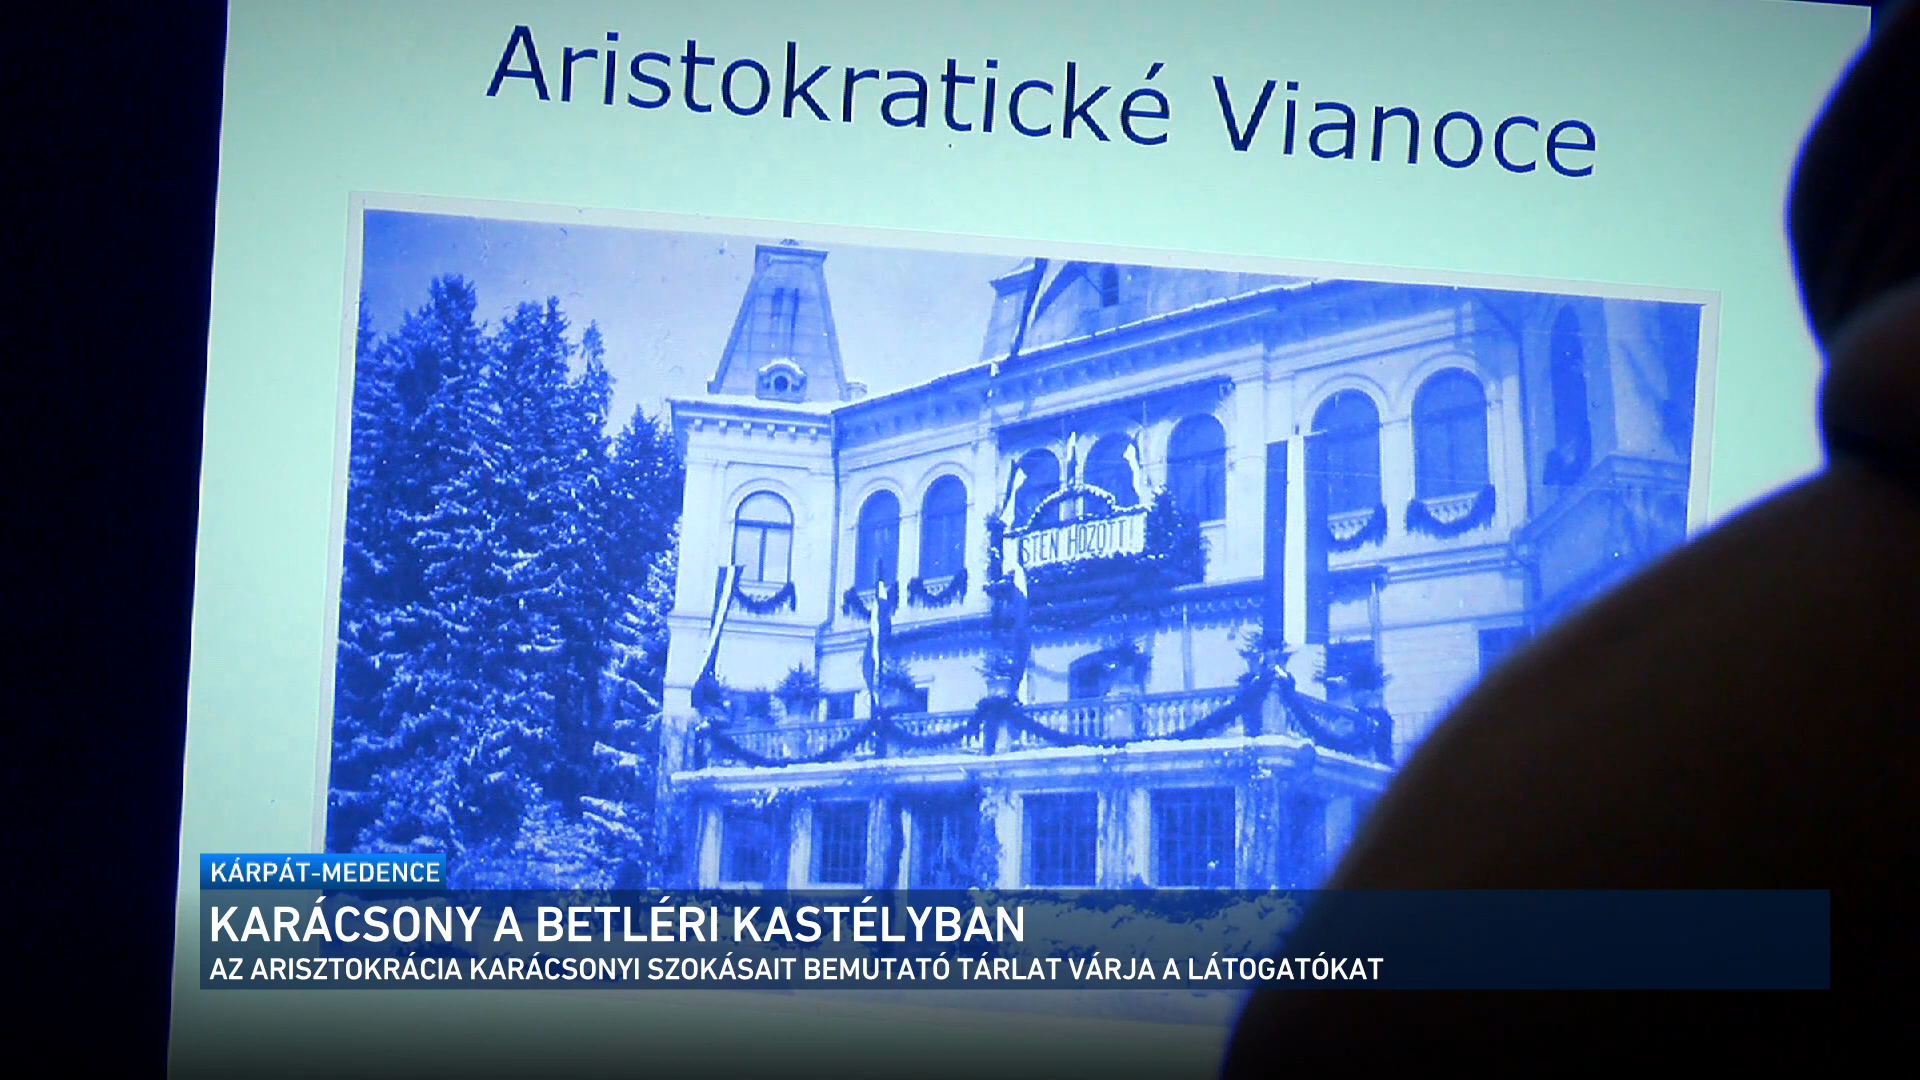 Aristokratické Vianoce
STEN HOZOTT!
KÁRPÁT-MEDENCE
KARÁCSONY A BETLÉRI KASTÉLYBAN
AZ ARISZTOKRÁCIA KARÁCSONYI SZOKÁSAIT BEMUTATÓ TÁRLAT VÁRJA A LÁTOGATÓKAT